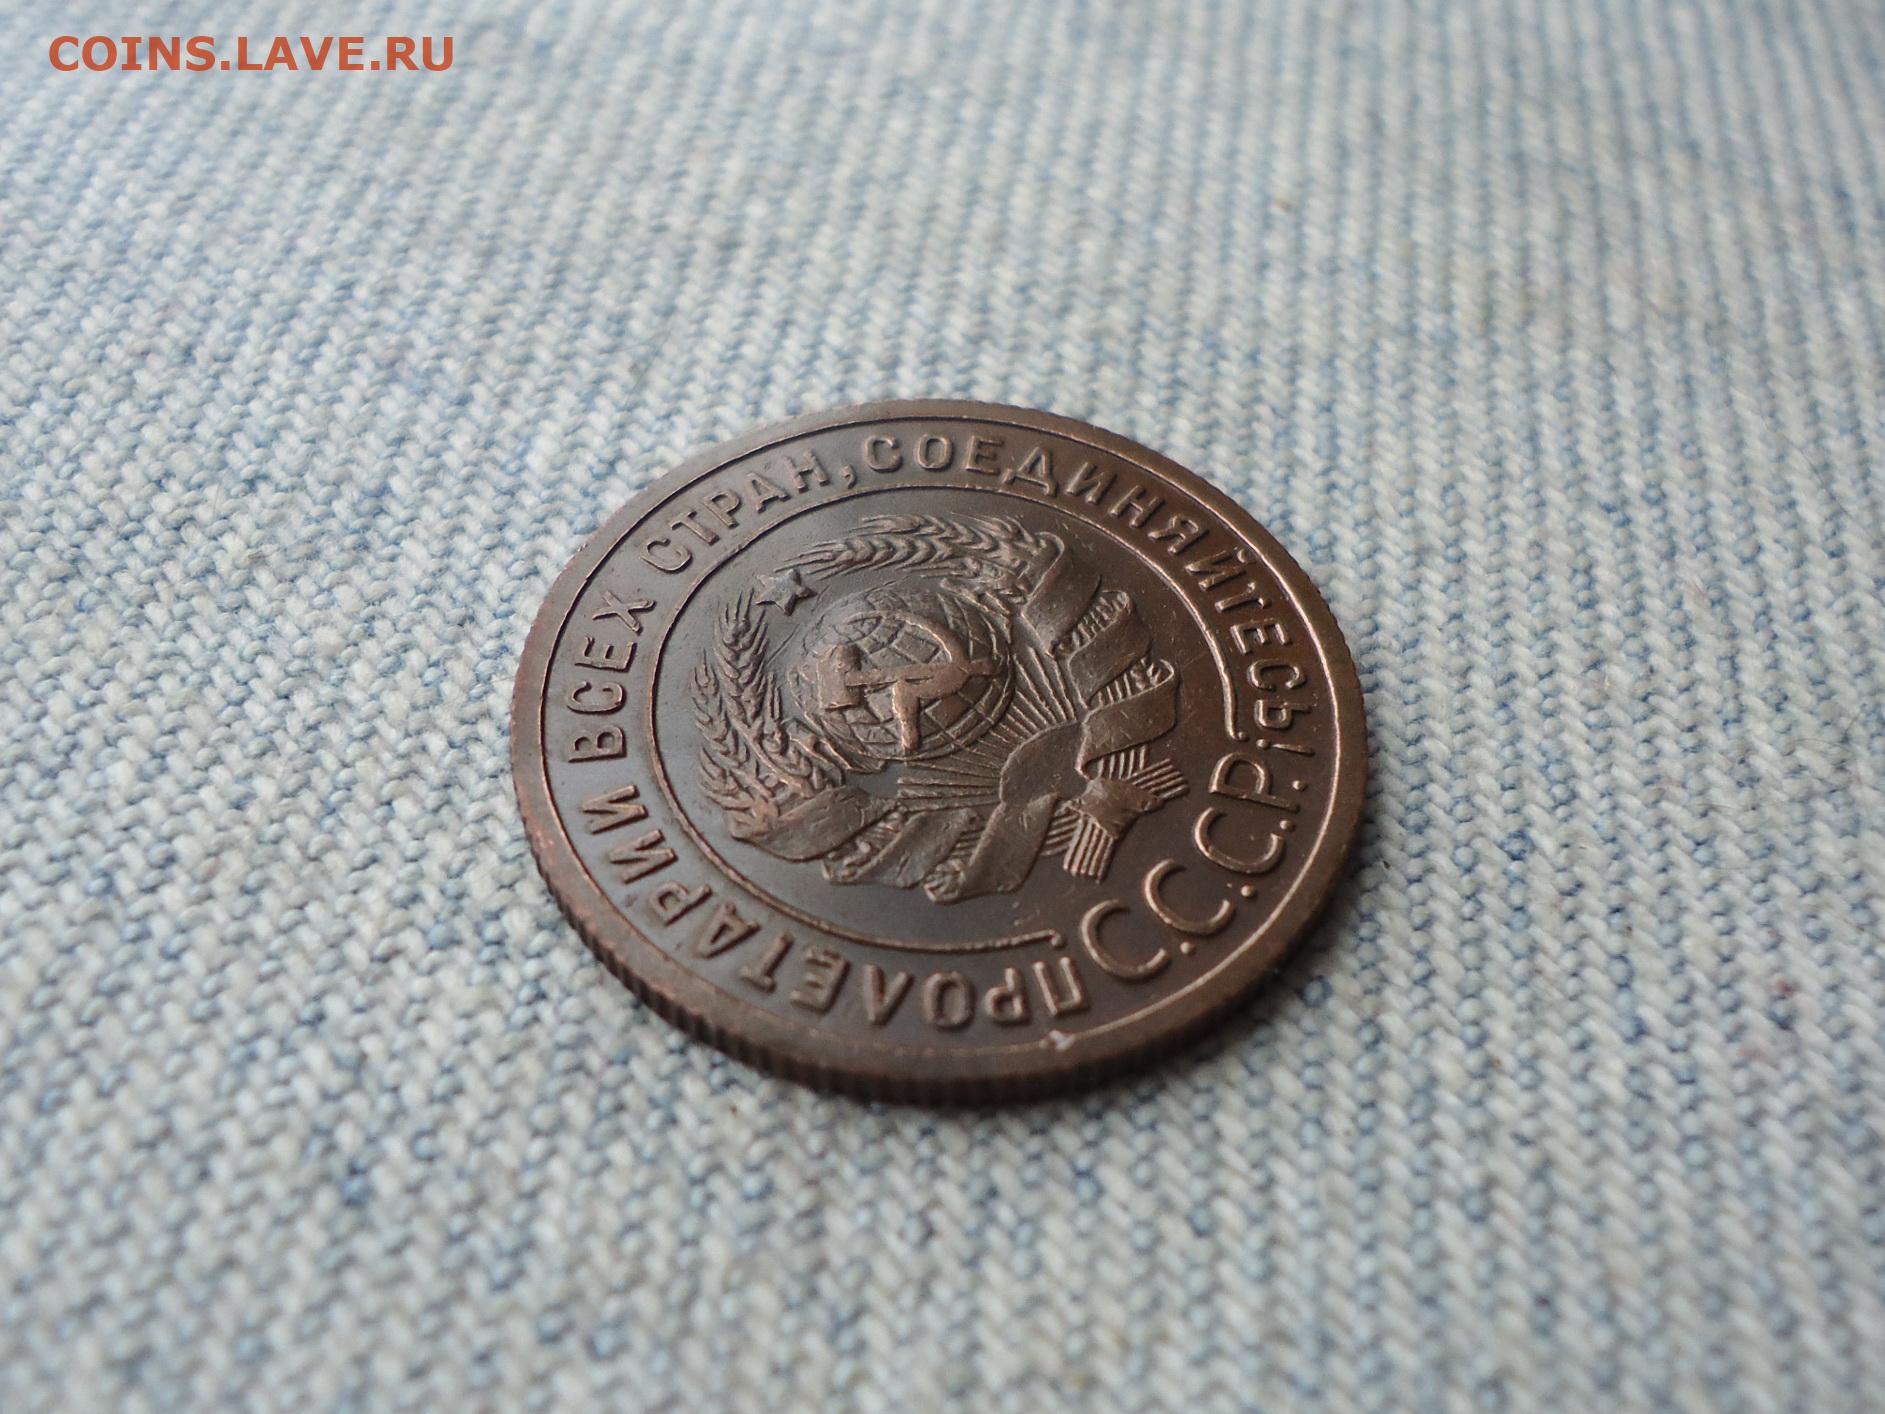 COINS.LAVE.RU
ПРОЛЕТАРИИ ВСЕХ СТРАН, СОЕДИНЯЙТЕСЬ!
С.С.С.Р.